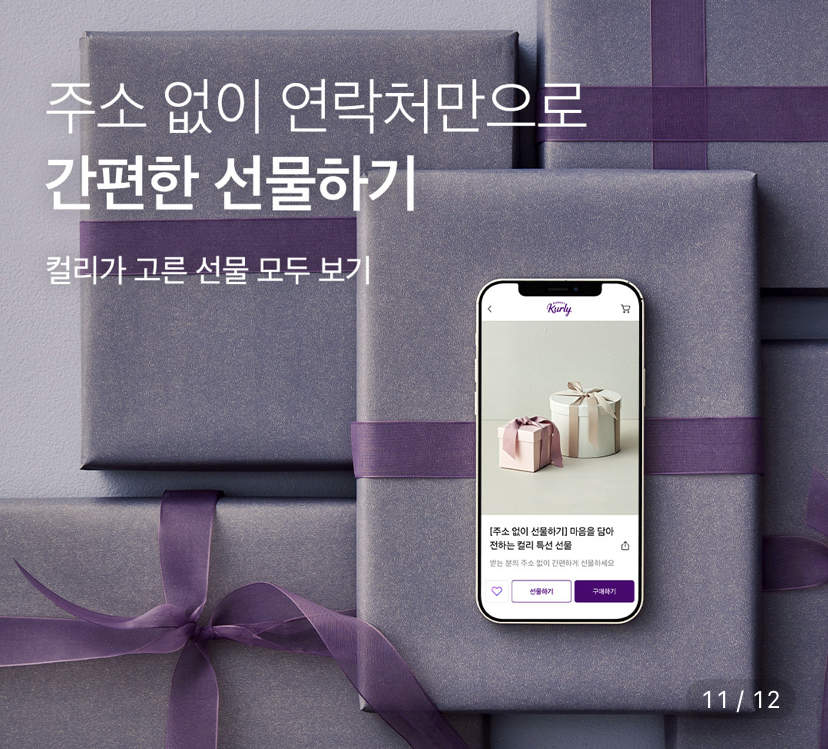 주소 없이 연락처만으로
간편한 선물하기
컬리가 고른 선물 모두 보기
Kurly
[주소 없이 선물하기] 마음을 담아
전하는 컬리 특선 선물
받는 분의 주소 없이 간편하게 선물하세요
선물하기
구매하기
11 / 12